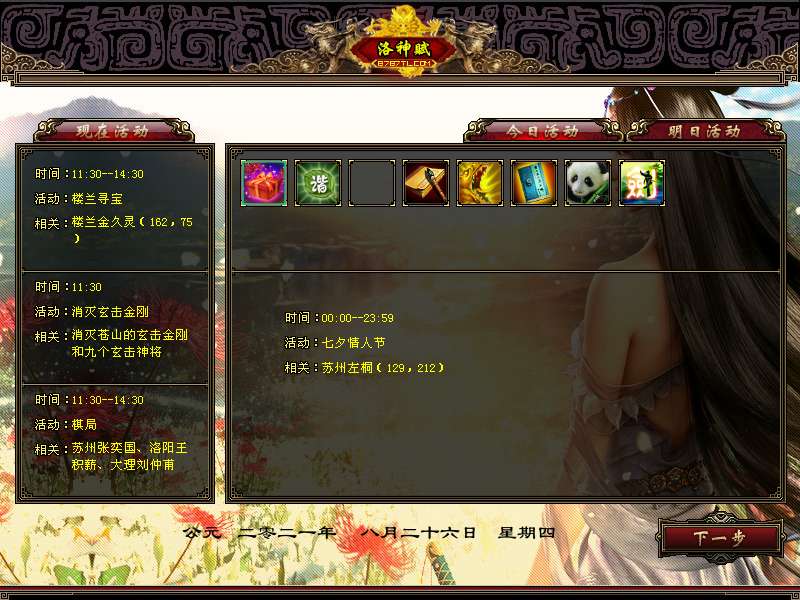 洛神赋
8787TL.COM
现在活动
今日活动
明日活动
时间：11:30--14:30
活动：楼兰寻宝
相关：楼兰金久灵（162，75
）
时间：11:30
活动：消灭玄击金刚
相关：消灭苍山的玄击金刚
和九个玄击神将
时间：11:30--14:30
活动：棋局
相关：苏州张奕国、洛阳王
积薪、大理刘仲甫
谐
时间：00:00--23:59
活动：七夕情人节
相关：苏州左桐（129，212）
公元 二零二一年 八月二十六日 星期四
下一步